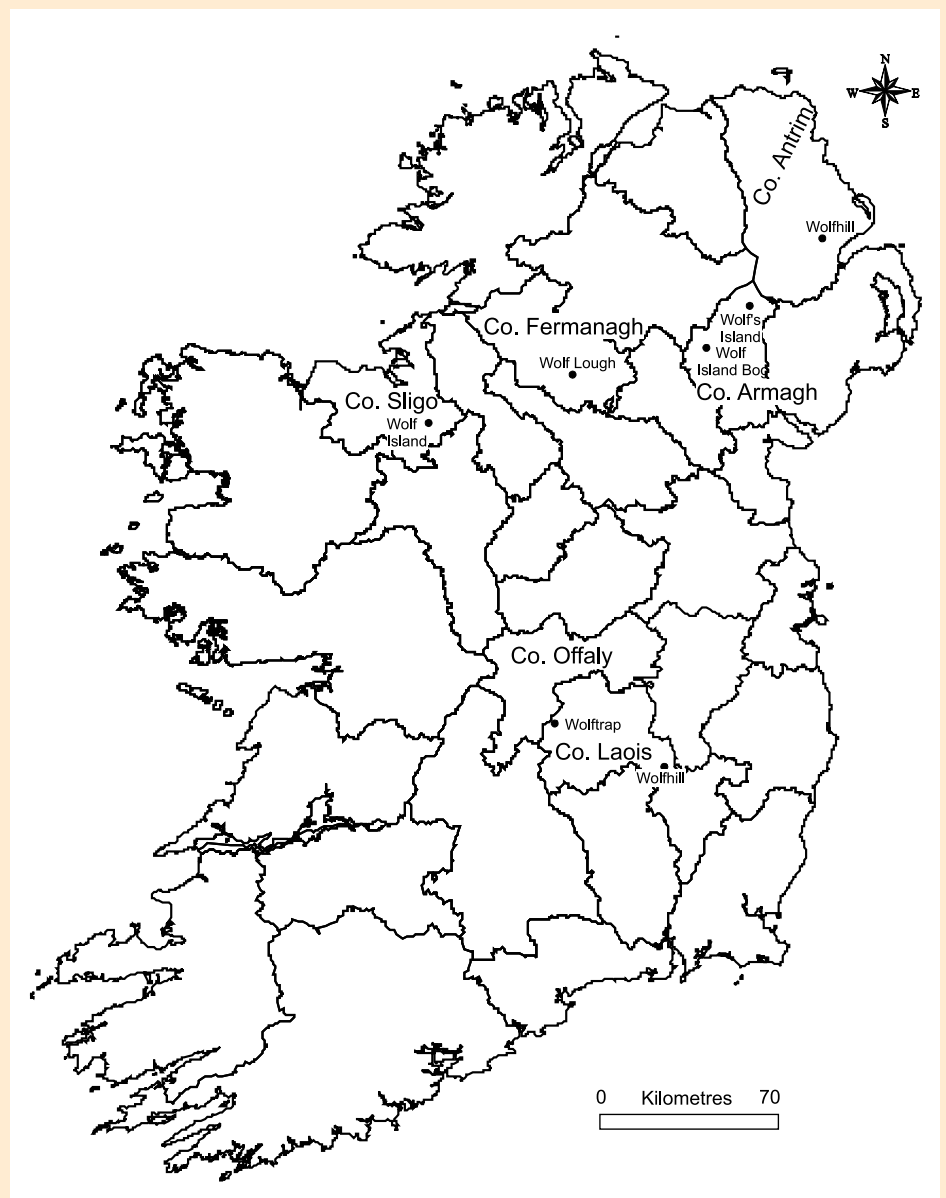 N
W E
S
Co. Antrim
Wolfhill
Wolf's
Island
Wolf
Island Bog
Co. Armagh
Co. Fermanagh
Wolf Lough
Co. Sligo
Wolf
Island
Co. Offaly
Wolftrap
Co. Laois
Wolfhill
0 Kilometres 70